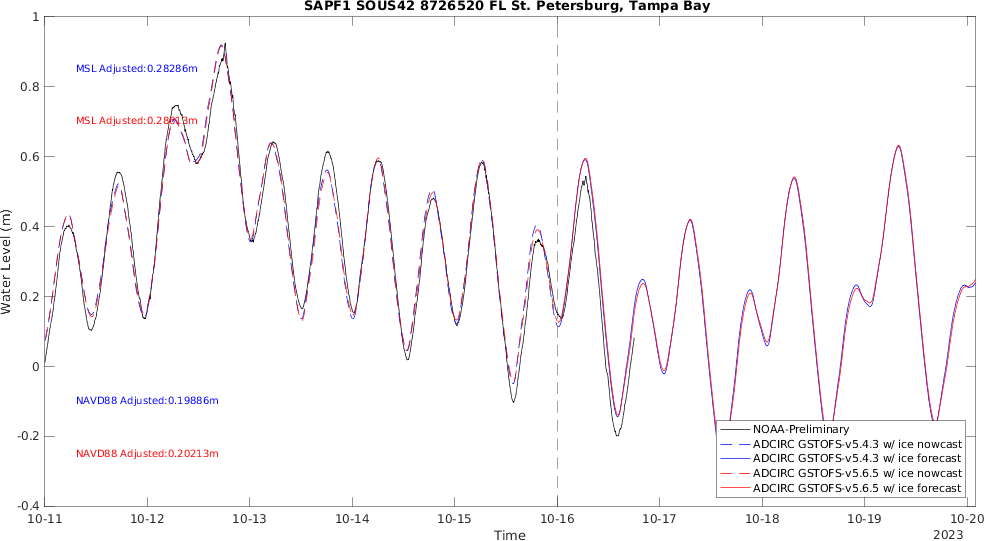 SAPF1 SOUS42 8726520 FL St. Petersburg, Tampa Bay
1
0.8
0.6
0.4
0.2
0
-0.2
-0.4
Water Level (m)
MSL Adjusted:0.28286m
MSL Adjusted:0.28613m
NAVD88 Adjusted:0.19886m
NAVD88 Adjusted:0.20213m
NOAA-Preliminary
ADCIRC GSTOFS-v5.4.3 w/ ice nowcast
ADCIRC GSTOFS-v5.4.3 w/ ice forecast
ADCIRC GSTOFS-v5.6.5 w/ ice nowcast
ADCIRC GSTOFS-v5.6.5 w/ ice forecast
10-11 10-12 10-13 10-14 10-15 10-16 10-17 10-18 10-19 10-20
Time
2023